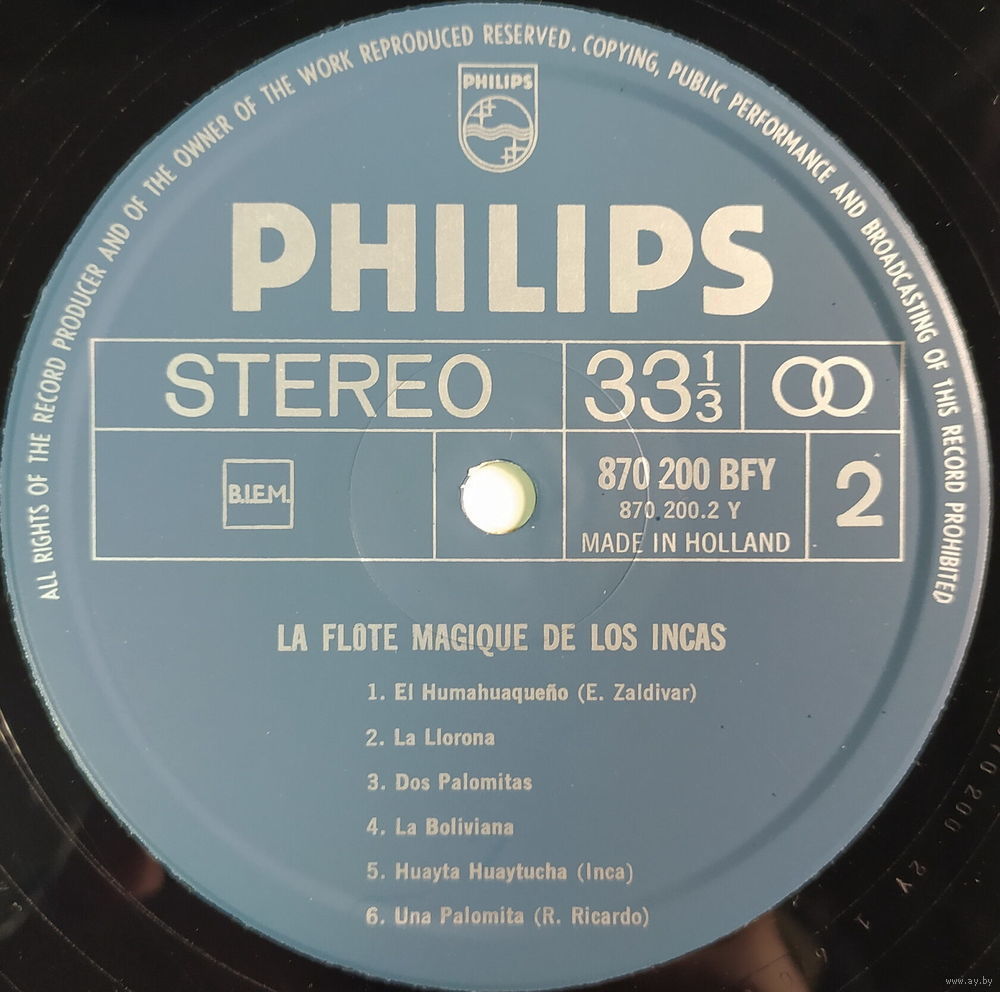 ALL RIGHTS OF THE RECORD PRODUCER AND OF THE OWNER OF THE WORK REPRODUCED RESERVED. COPYING, PUBLIC PERFORMANCE AND BROADCASTING OF THIS RECORD PROHIBITED
PHILIPS
PHILIPS
STEREO
33 1/3
B.I.E.M.
870 200 BFY
870.200.2 Y
MADE IN HOLLAND
2
LA FLÛTE MAGIQUE DE LOS INCAS
1. El Humahuaqueño (E. Zaldivar)
2. La Llorona
3. Dos Palomitas
4. La Boliviana
5. Huayta Huaytucha (Inca)
6. Una Palomita (R. Ricardo)
www.ay.by